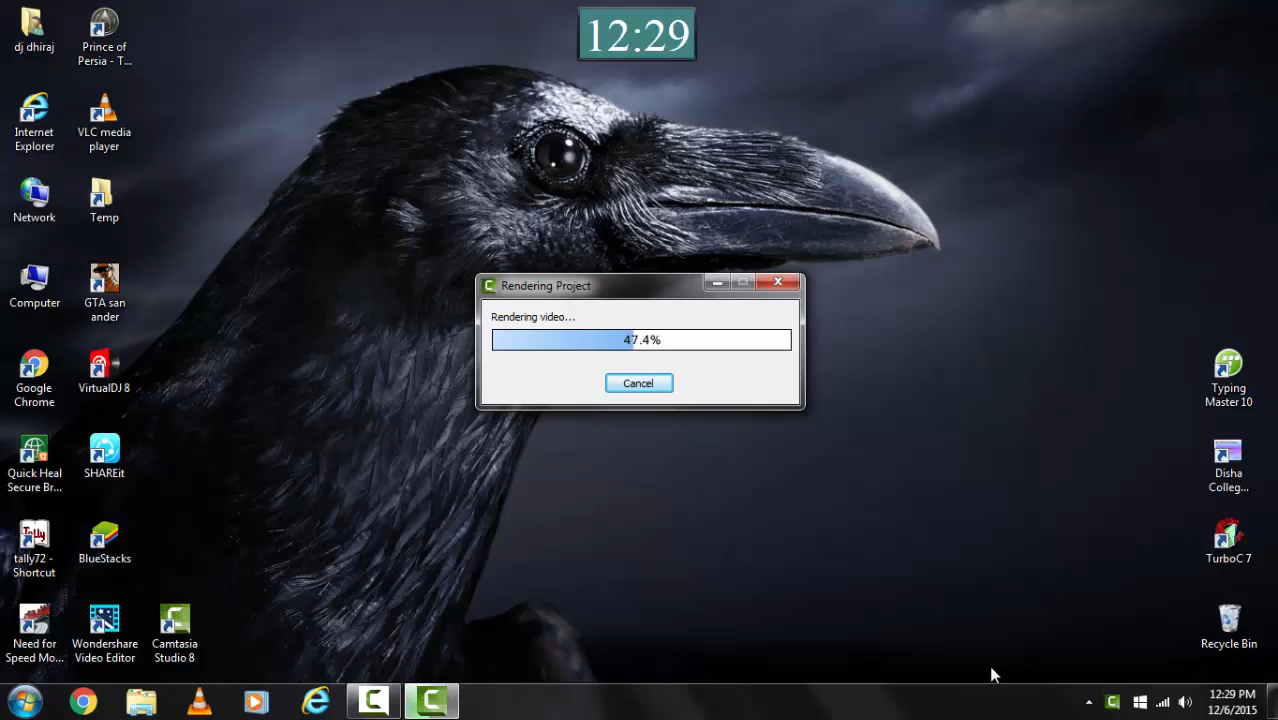 12:29
dj dhiraj
Prince of
Persia - T...
Internet
Explorer
VLC media
player
Network
Temp
Computer
GTA san
ander
Google
Chrome
VirtualDJ 8
Quick Heal
Secure Br...
SHAREit
Tally
tally72 -
Shortcut
BlueStacks
Need for
Speed Mo...
Wondershare
Video Editor
Camtasia
Studio 8
Rendering Project
Rendering video...
47.4%
Cancel
Typing
Master 10
Disha
Colleg...
TurboC 7
Recycle Bin
12:29 PM
12/6/2015